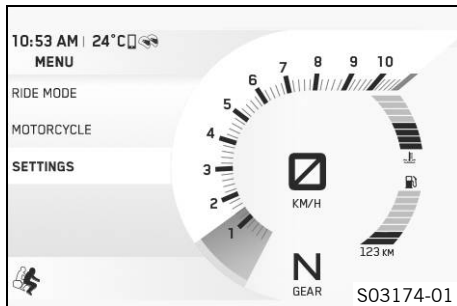 10:53 AM | 24°C
MENU
RIDE MODE
MOTORCYCLE
SETTINGS
1
2
3
4
5
6
7
8
9
10
0
KM/H
123 KM
N
GEAR
S03174-01